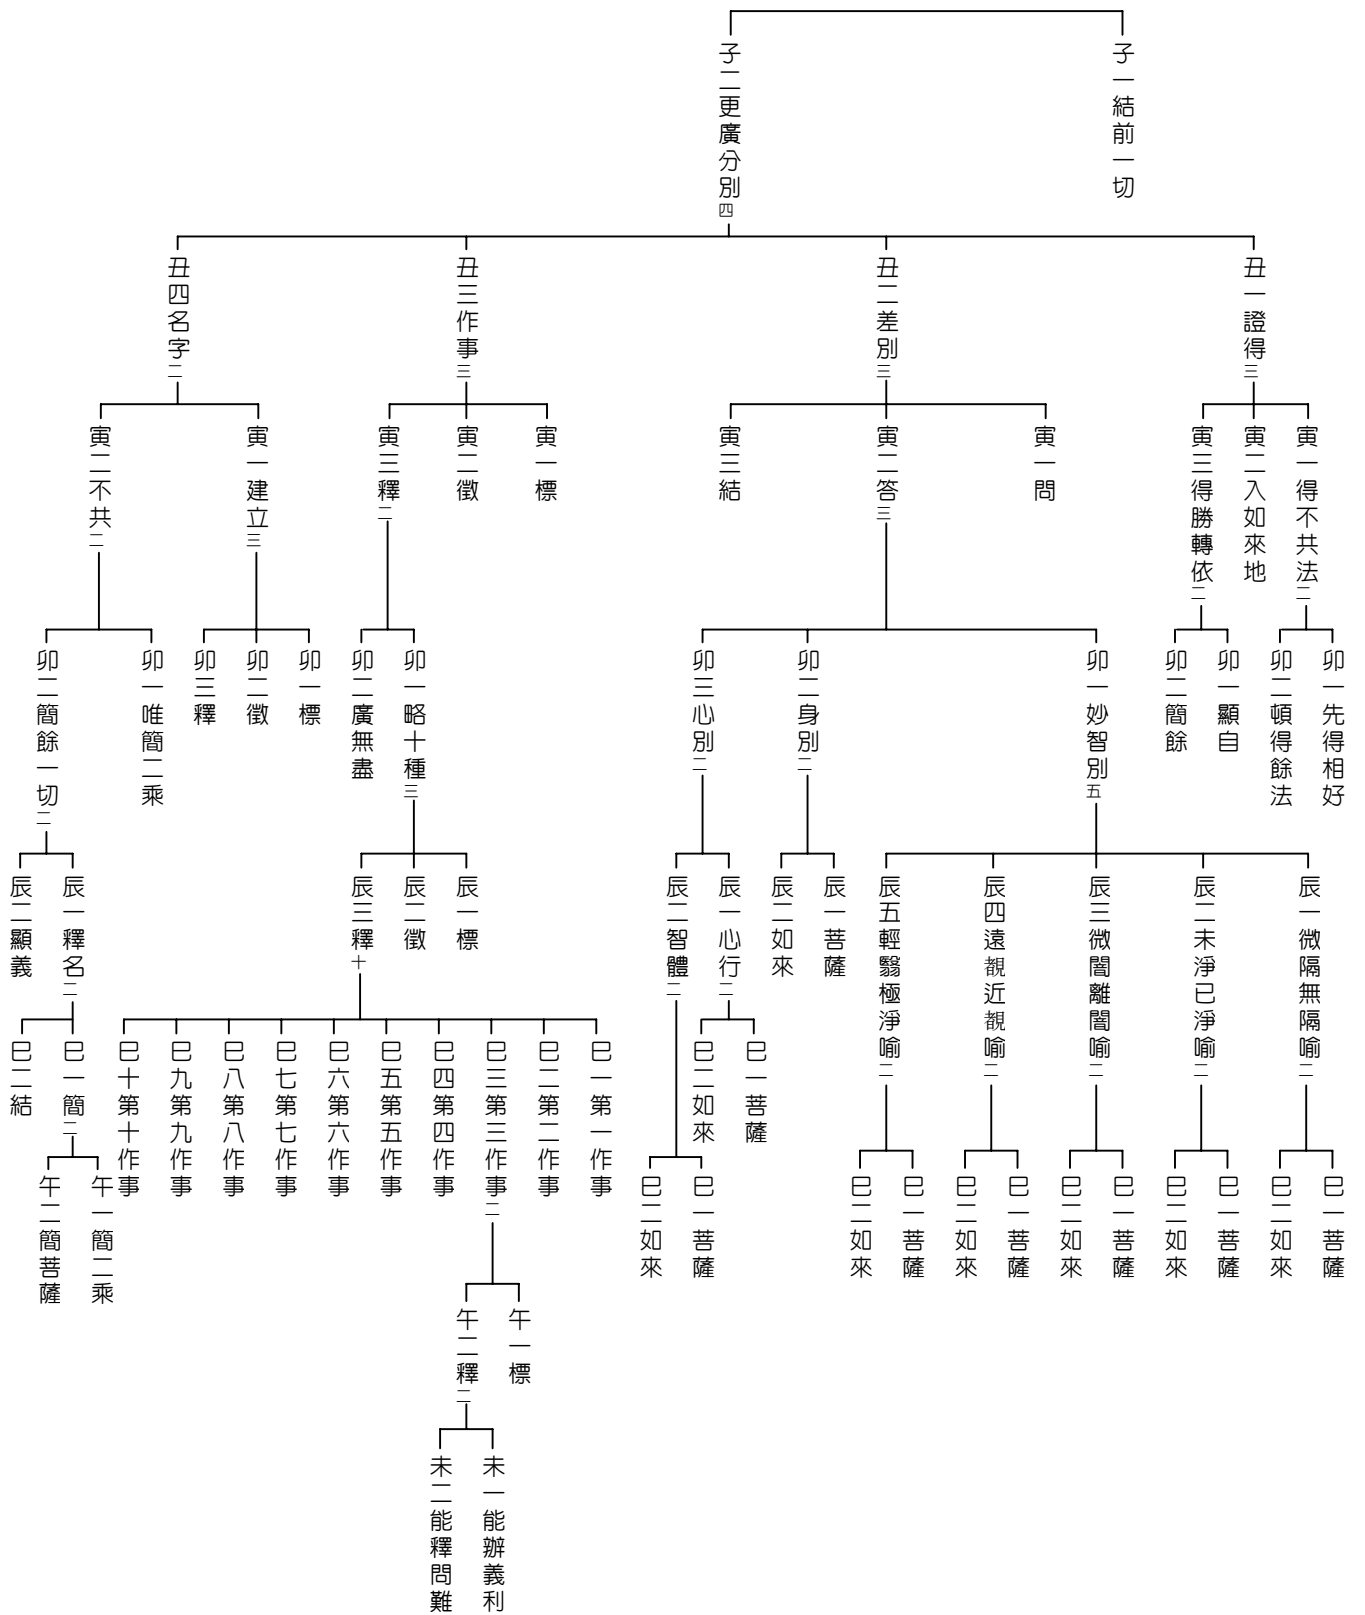 子一結前一切
子二更廣分別四
丑一證得三
丑二差別三
丑三作事三
丑四名字二
寅一得不共法二
寅二入如來地
寅三得勝轉依二
寅一問
寅二答三
寅三結
寅一標
寅二徵
寅三釋二
寅一建立三
寅二不共二
卯一先得相好
卯二頓得餘法
卯一顯自
卯二簡餘
卯一妙智別五
卯二身別二
卯三心別二
卯一略十種三
卯二廣無盡
卯一標
卯二徵
卯三釋
卯一唯簡二乘
卯二簡餘一切二
辰一微隔無隔喻二
辰二未淨已淨喻二
辰三微闇離闇喻二
辰四遠覩近覩喻二
辰五輕翳極淨喻二
辰一菩薩
辰二如來
辰一心行二
辰二智體二
辰一標
辰二徵
辰三釋十
辰一釋名二
辰二顯義
巳一菩薩
巳二如來
巳一菩薩
巳二如來
巳一菩薩
巳二如來
巳一菩薩
巳二如來
巳一菩薩
巳二如來
巳一菩薩
巳二如來
巳一菩薩
巳二如來
巳一第一作事
巳二第二作事
巳三第三作事二
巳四第四作事
巳五第五作事
巳六第六作事
巳七第七作事
巳八第八作事
巳九第九作事
巳十第十作事
巳一簡二
巳二結
午一標
午二釋二
午一簡二乘
午二簡菩薩
未一能辦義利
未二能釋問難